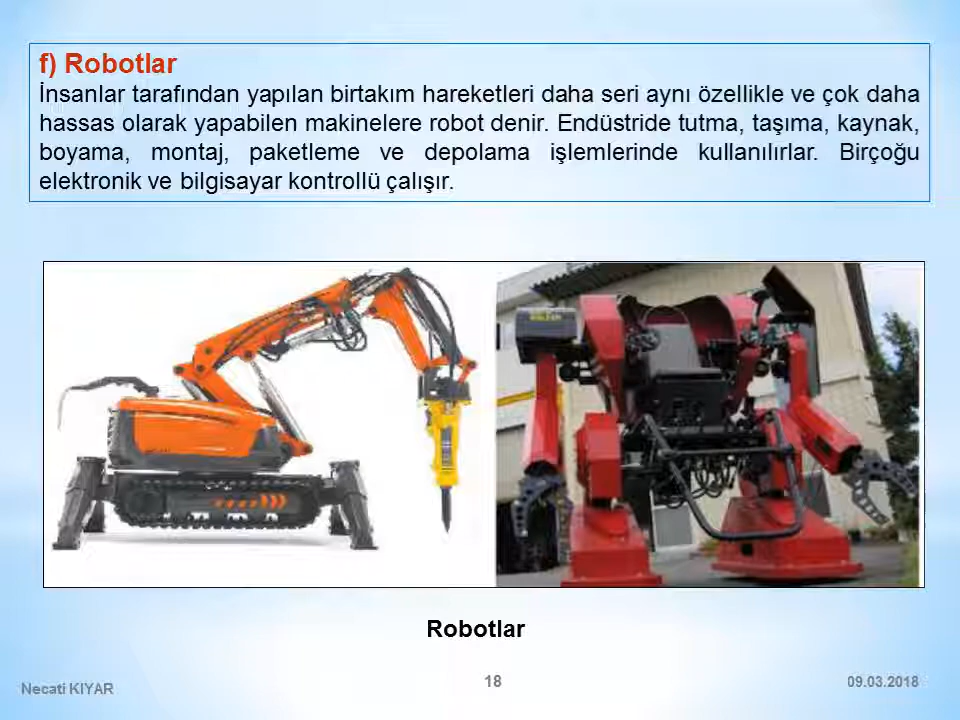 f) Robotlar
İnsanlar tarafından yapılan birtakım hareketleri daha seri aynı özellikle ve çok daha
hassas olarak yapabilen makinelere robot denir. Endüstride tutma, taşıma, kaynak,
boyama, montaj, paketleme ve depolama işlemlerinde kullanılırlar. Birçoğu
elektronik ve bilgisayar kontrollü çalışır.
Robotlar
Necati KIYAR
18
09.03.2018